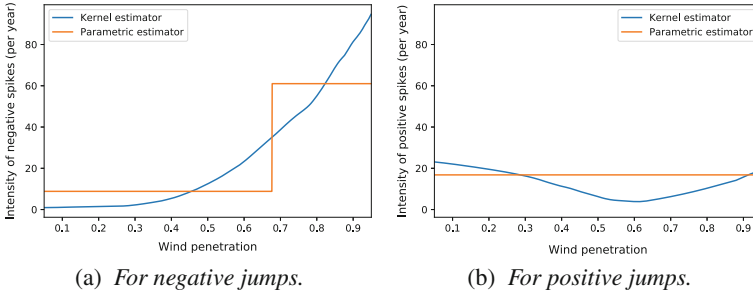 Intensity of negative spikes (per year)
80
60
40
20
0
Kernel estimator
Parametric estimator
0.1 0.2 0.3 0.4 0.5 0.6 0.7 0.8 0.9
Wind penetration
(a) For negative jumps.
Intensity of positive spikes (per year)
80
60
40
20
0
Kernel estimator
Parametric estimator
0.1 0.2 0.3 0.4 0.5 0.6 0.7 0.8 0.9
Wind penetration
(b) For positive jumps.